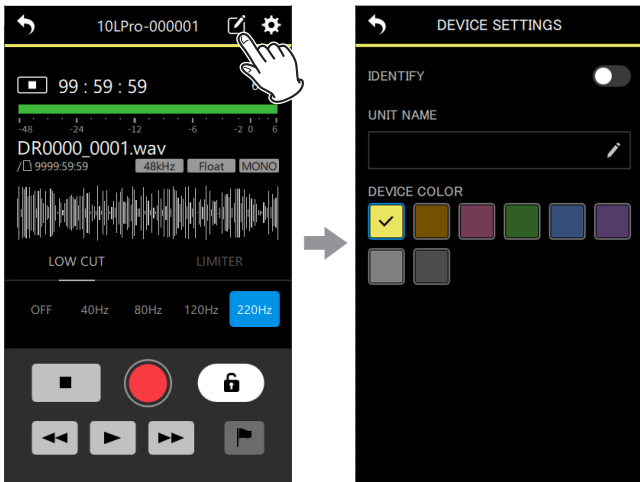 10LPro-000001
99 : 59 : 59
-48 -24 -12 -6 -2 0 6
DR0000_0001.wav
/ 9999:59:59 48kHz Float MONO
LOW CUT LIMITER
OFF 40Hz 80Hz 120Hz 220Hz
DEVICE SETTINGS
IDENTIFY
UNIT NAME
DEVICE COLOR